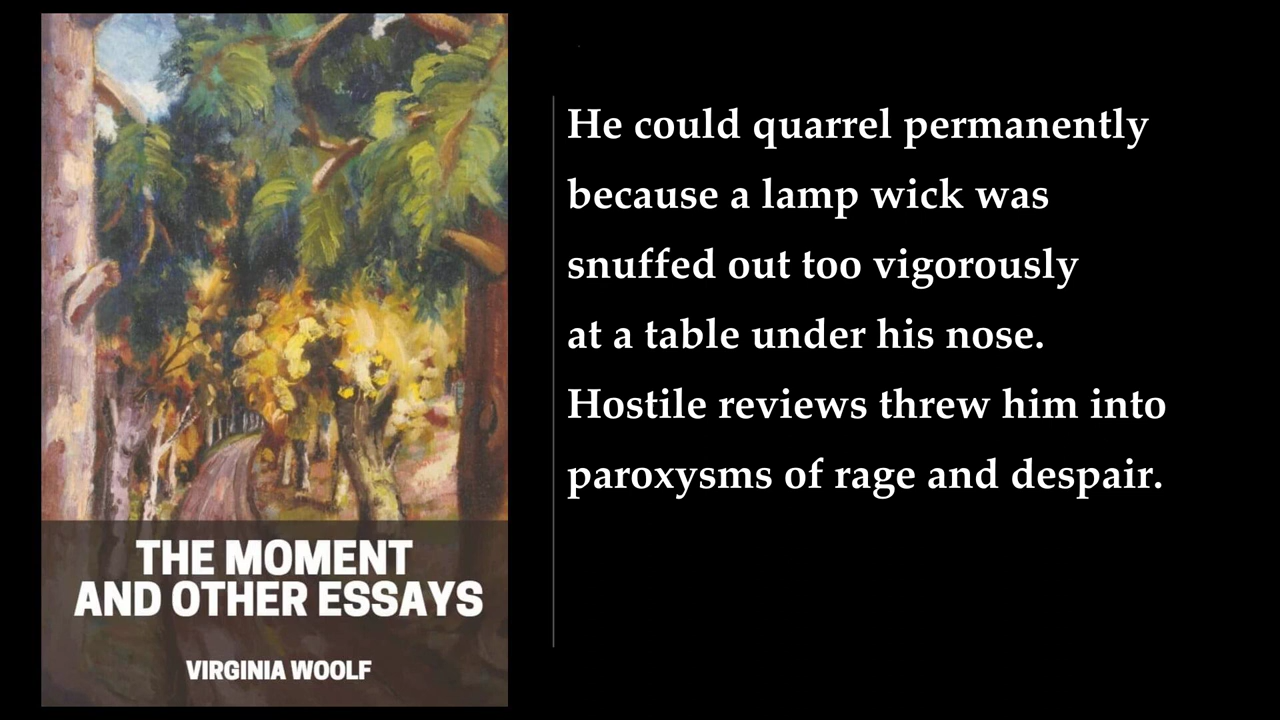 THE MOMENT
AND OTHER ESSAYS
VIRGINIA WOOLF
He could quarrel permanently
because a lamp wick was
snuffed out too vigorously
at a table under his nose.
Hostile reviews threw him into
paroxysms of rage and despair.